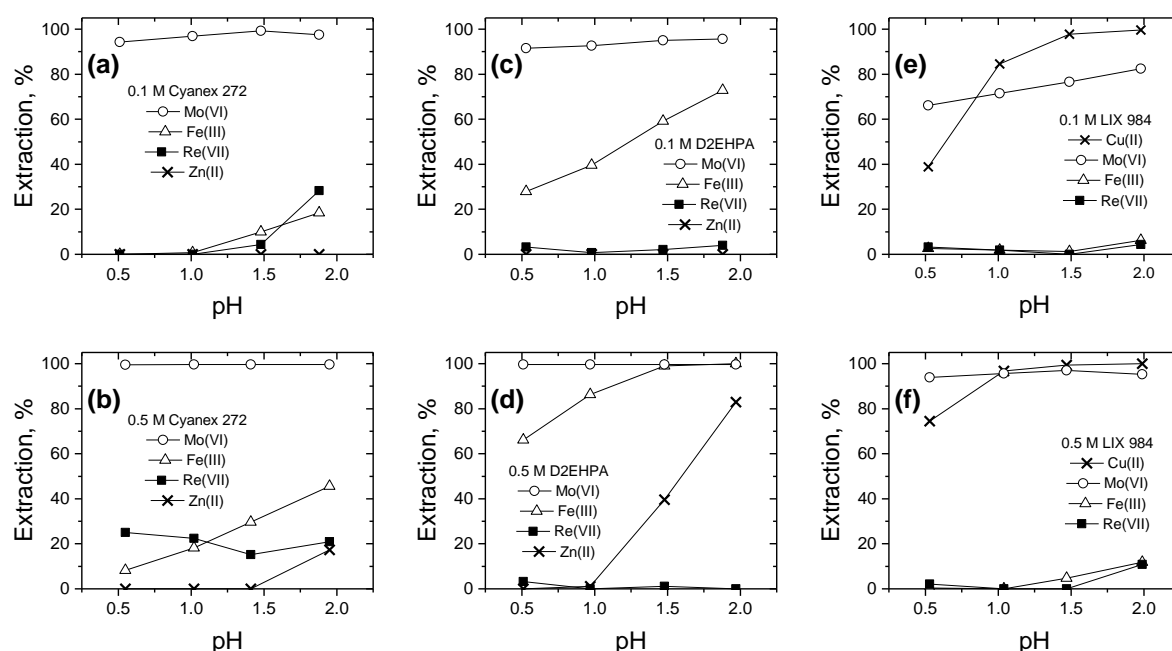 (a)
0.1 M Cyanex 272
Mo(VI)
Fe(III)
Re(VII)
Zn(II)
Extraction, %
100
80
60
40
20
0
0.5 1.0 1.5 2.0
pH
(c)
0.1 M D2EHPA
Mo(VI)
Fe(III)
Re(VII)
Zn(II)
Extraction, %
100
80
60
40
20
0
0.5 1.0 1.5 2.0
pH
(e)
0.1 M LIX 984
Cu(II)
Mo(VI)
Fe(III)
Re(VII)
Extraction, %
100
80
60
40
20
0
0.5 1.0 1.5 2.0
pH
(b)
0.5 M Cyanex 272
Mo(VI)
Fe(III)
Re(VII)
Zn(II)
Extraction, %
100
80
60
40
20
0
0.5 1.0 1.5 2.0
pH
(d)
0.5 M D2EHPA
Mo(VI)
Fe(III)
Re(VII)
Zn(II)
Extraction, %
100
80
60
40
20
0
0.5 1.0 1.5 2.0
pH
(f)
0.5 M LIX 984
Cu(II)
Mo(VI)
Fe(III)
Re(VII)
Extraction, %
100
80
60
40
20
0
0.5 1.0 1.5 2.0
pH